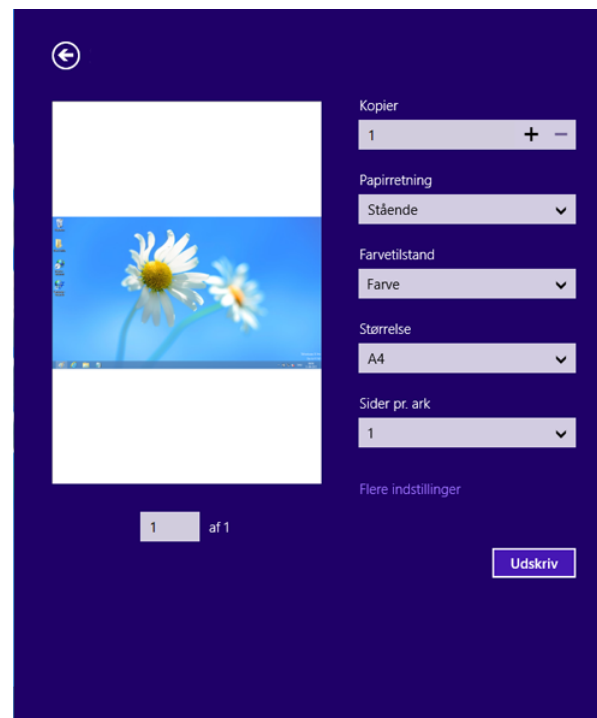 Kopier
1
Papirretning
Stående
Farvetilstand
Farve
Størrelse
A4
Sider pr. ark
1
Flere indstillinger
1 af 1
Udskriv